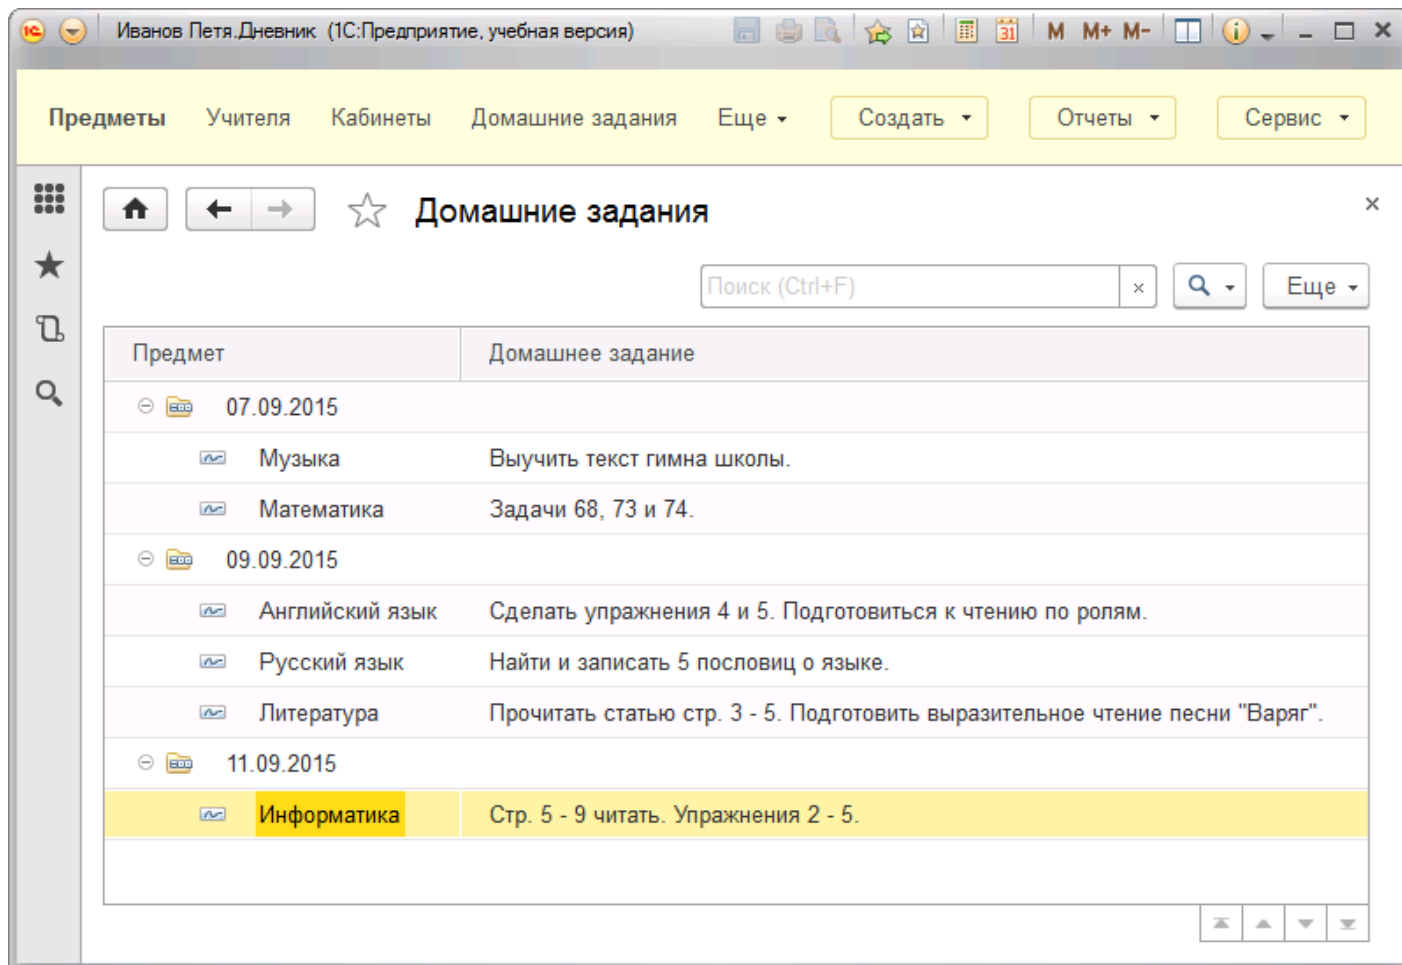 Иванов Петя.Дневник (1С:Предприятие, учебная версия) 31 M M+ M-
Предметы Учителя Кабинеты Домашние задания Еще Создать Отчеты Сервис
Домашние задания
Поиск (Ctrl+F) Еще
Предмет Домашнее задание
07.09.2015
Музыка Выучить текст гимна школы.
Математика Задачи 68, 73 и 74.
09.09.2015
Английский язык Сделать упражнения 4 и 5. Подготовиться к чтению по ролям.
Русский язык Найти и записать 5 пословиц о языке.
Литература Прочитать статью стр. 3 - 5. Подготовить выразительное чтение песни "Варяг".
11.09.2015
Информатика Стр. 5 - 9 читать. Упражнения 2 - 5.